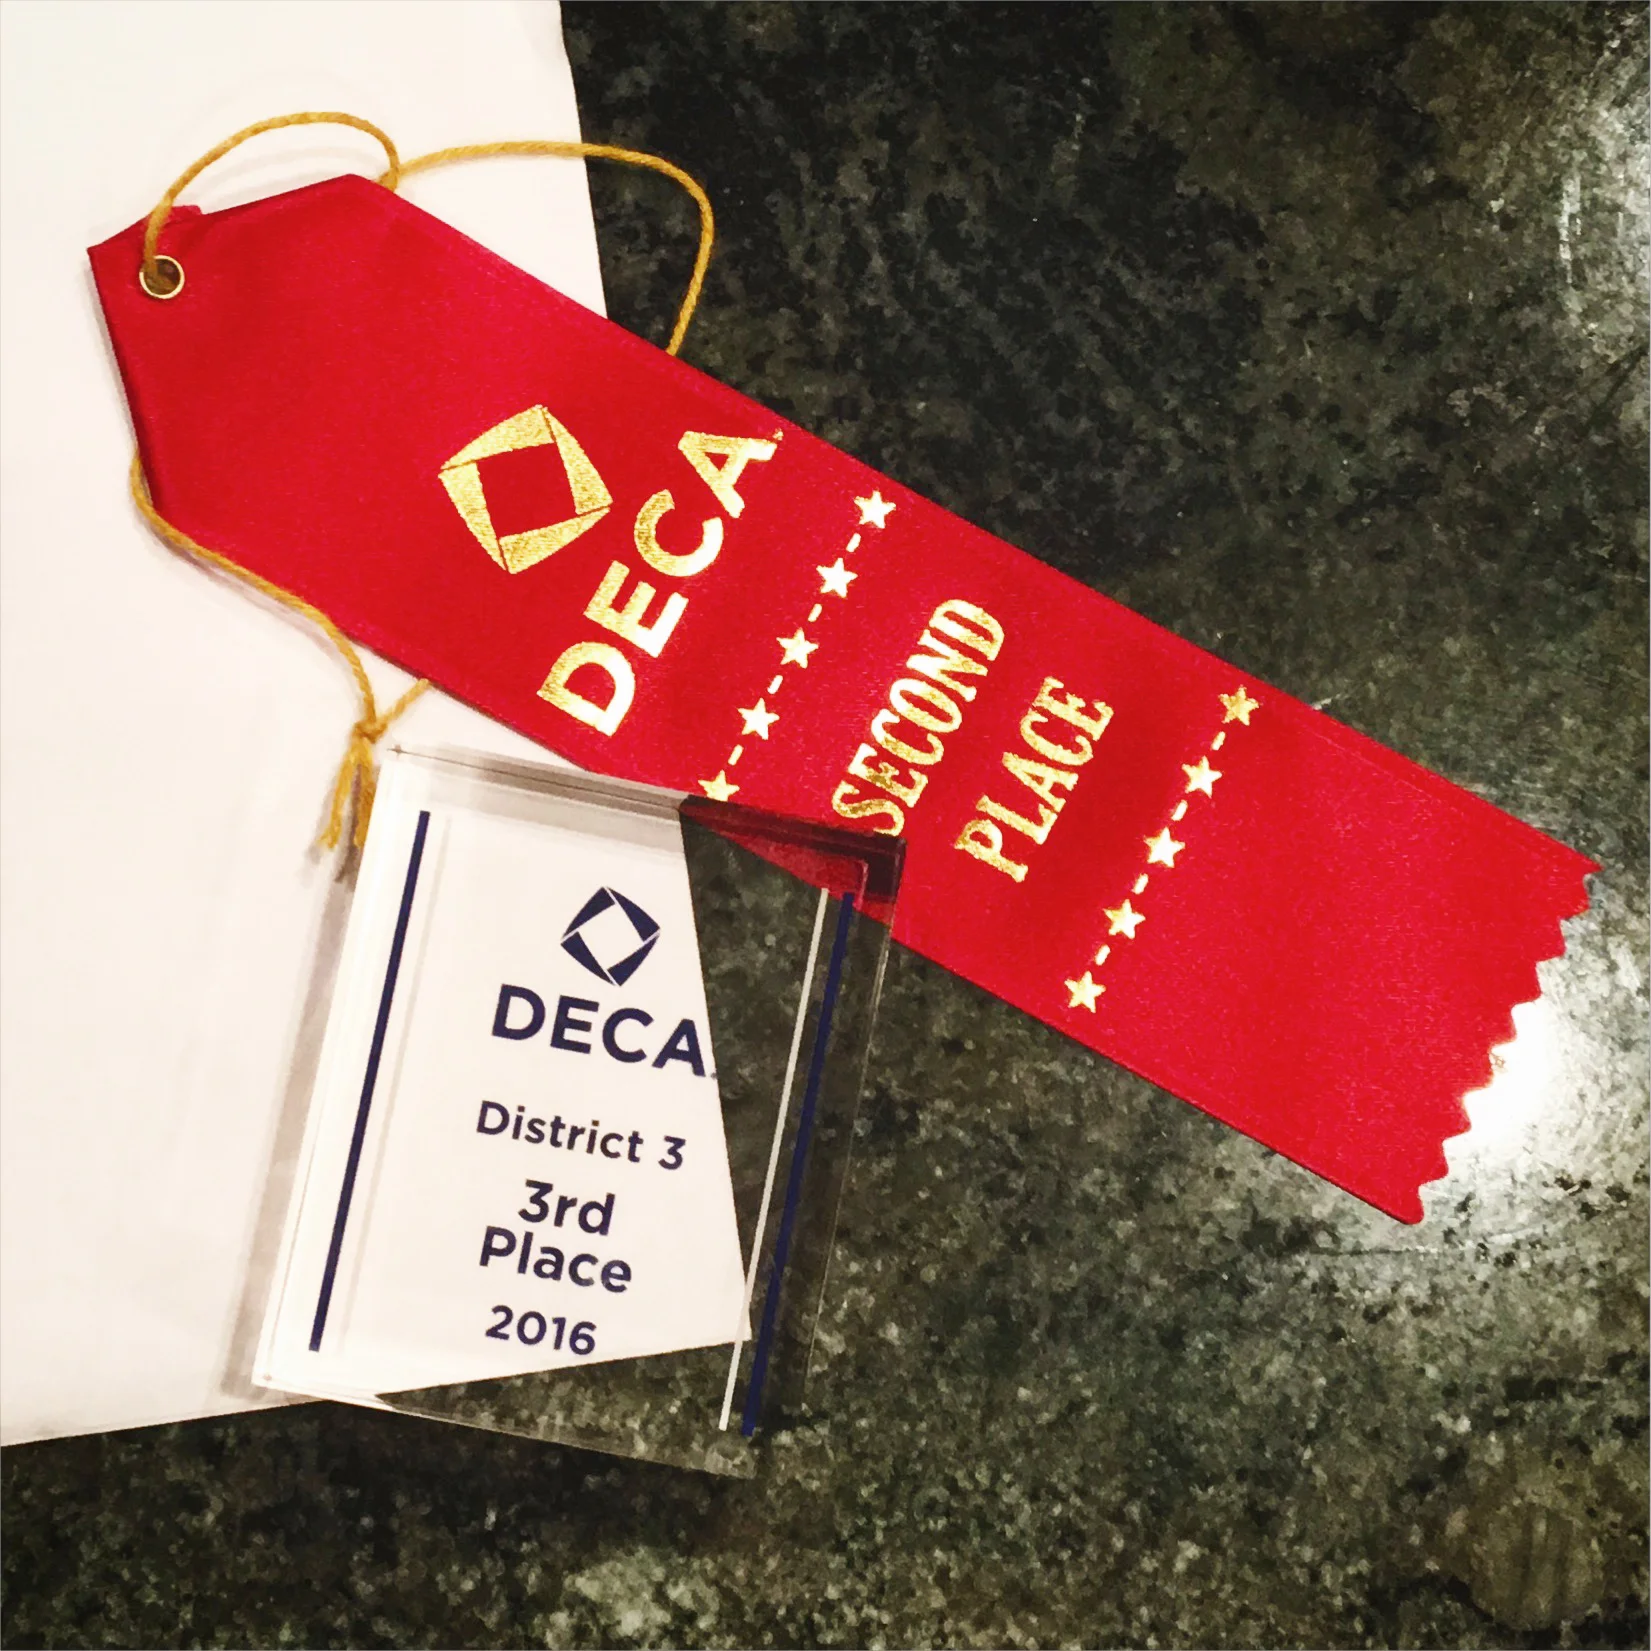 DECA
SECOND
PLACE
DECA.
District 3
3rd
Place
2016